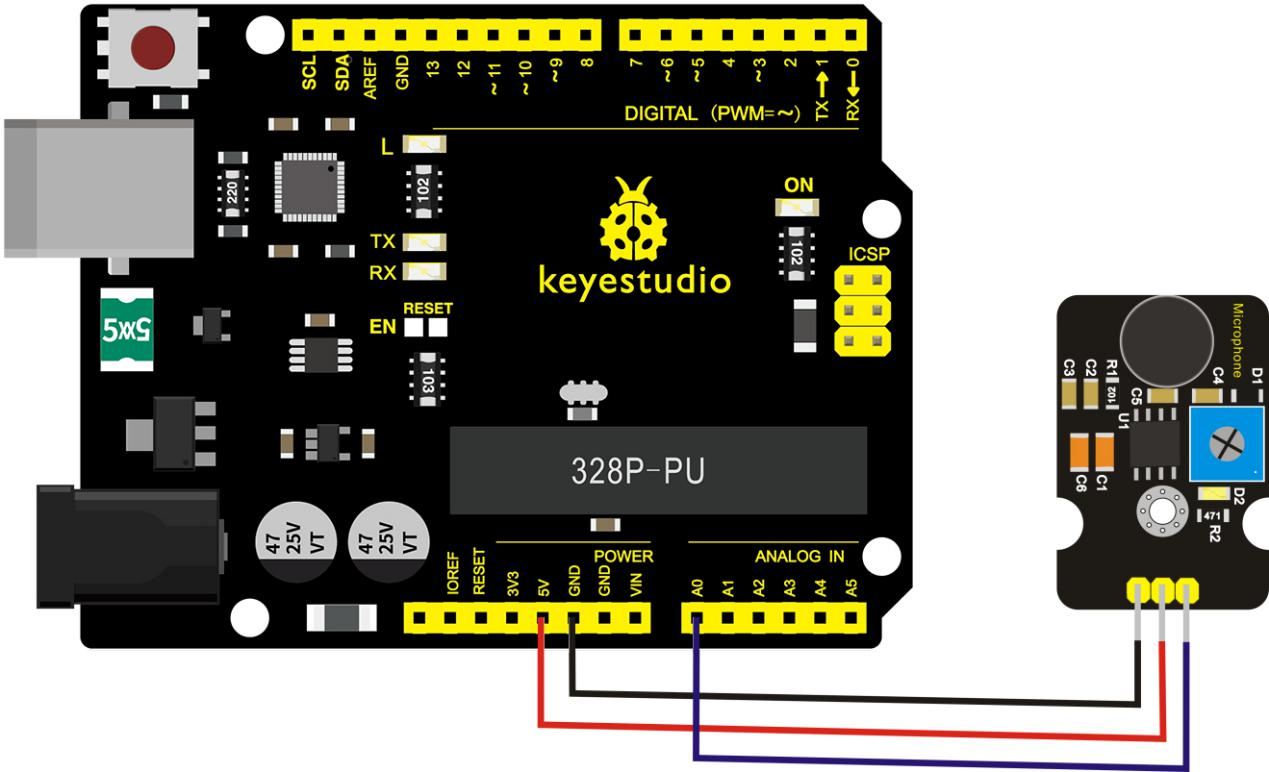 SCL
SDA
AREF
GND
13
12
~11
~10
~9
8
7
~6
~5
4
~3
2
TX→1
RX←0
DIGITAL (PWM=~)
L
220
102
TX
RX
ON
102
ICSP
keyestudio
RESET
EN
103
5XX5
328P-PU
47
25V
VT
47
25V
VT
POWER
ANALOG IN
IOREF
RESET
3V3
5V
GND
GND
VIN
A0
A1
A2
A3
A4
A5
Microphone
C3
C2
R1
102
C5
U1
C4
D1
C6
C1
D2
471
R2